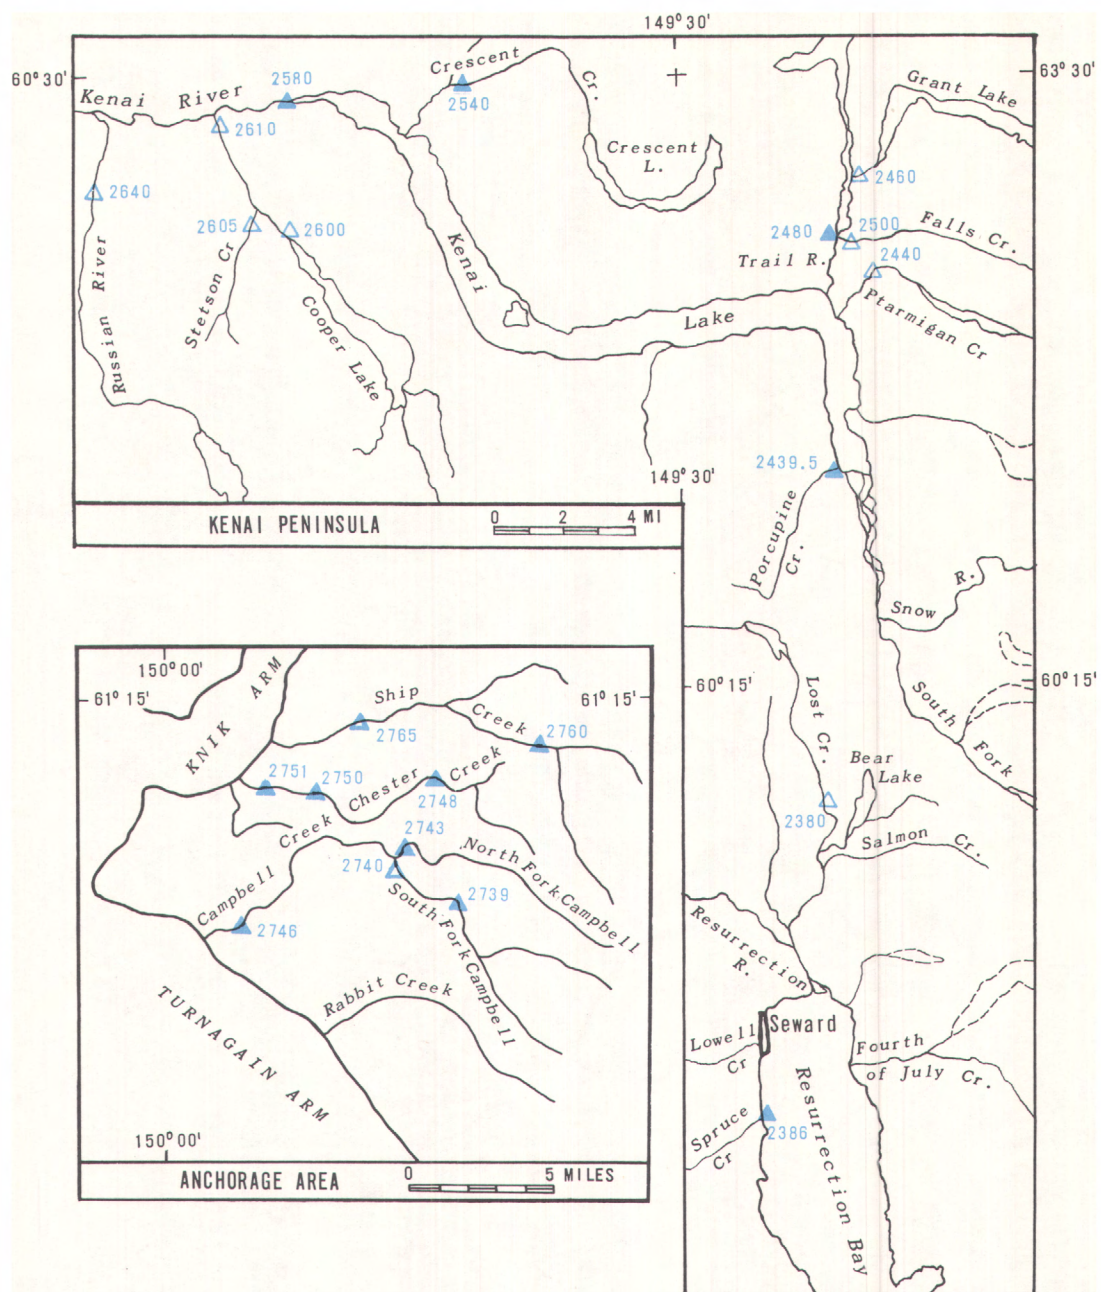 149°30'
60°30'
63°30'
Kenai River
2580
Crescent
2540
Cr.
Grant Lake
2610
Crescent
L.
2460
2640
2605
2600
2480
2500
Falls Cr.
2440
Trail R.
Kenai
Lake
Ptarmigan Cr
Russian River
Stetson Cr
Cooper Lake
2439.5
149°30'
KENAI PENINSULA
0 2 4 MI
Porcupine
Cr.
Snow
R.
60°15'
60°15'
South
Fork
Lost Cr.
Bear
Lake
2380
Salmon Cr.
Resurrection
R.
Seward
Lowell
Cr
Fourth
of July Cr.
Spruce
Cr
2386
Resurrection Bay
150°00'
61°15'
61°15'
KNIK ARM
Ship
Creek
2765
2760
2751
2750
Chester
Creek
2748
2743
Campbell
Creek
2740
North Fork Campbell
2739
South Fork Campbell
2746
Rabbit Creek
TURNAGAIN ARM
150°00'
ANCHORAGE AREA
0 5 MILES